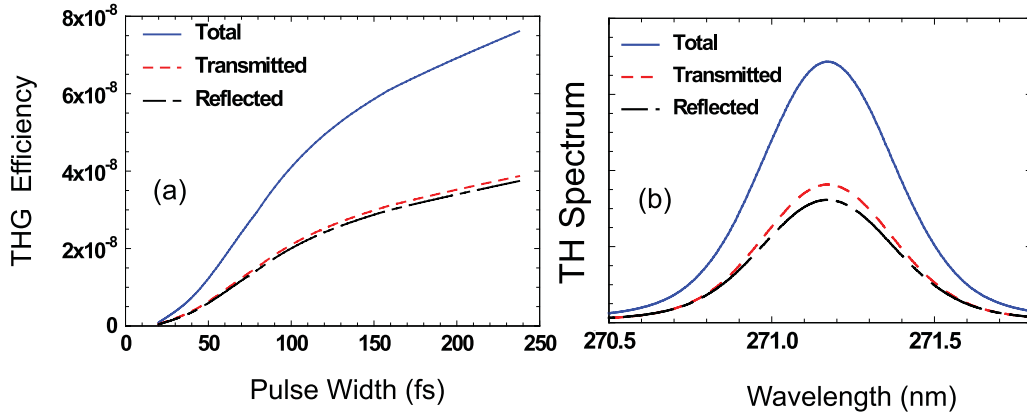 8x10-8
6x10-8
4x10-8
2x10-8
0
THG Efficiency
Total
Transmitted
Reflected
(a)
0 50 100 150 200 250
Pulse Width (fs)
TH Spectrum
Total
Transmitted
Reflected
(b)
270.5 271.0 271.5
Wavelength (nm)